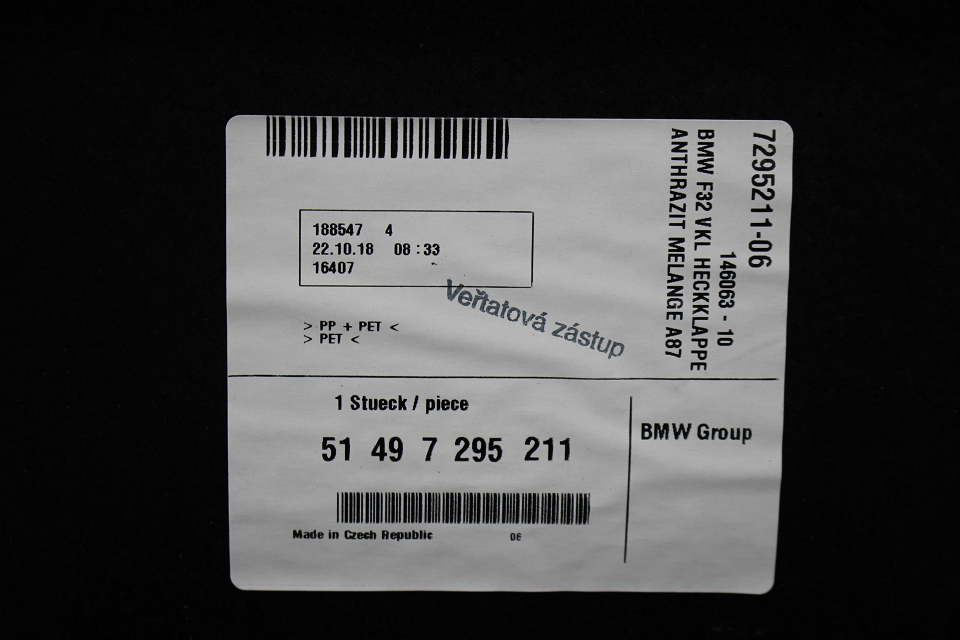 188547 4
22.10.18 08:33
16407
> PP + PET <
> PET <
Veřtatová zástup
7295211-06
146063 - 10
BMW F32 VKL HECKKLAPPE
ANTHRAZIT MELANGE A87
1 Stueck / piece
51 49 7 295 211
Made in Czech Republic 06
BMW Group